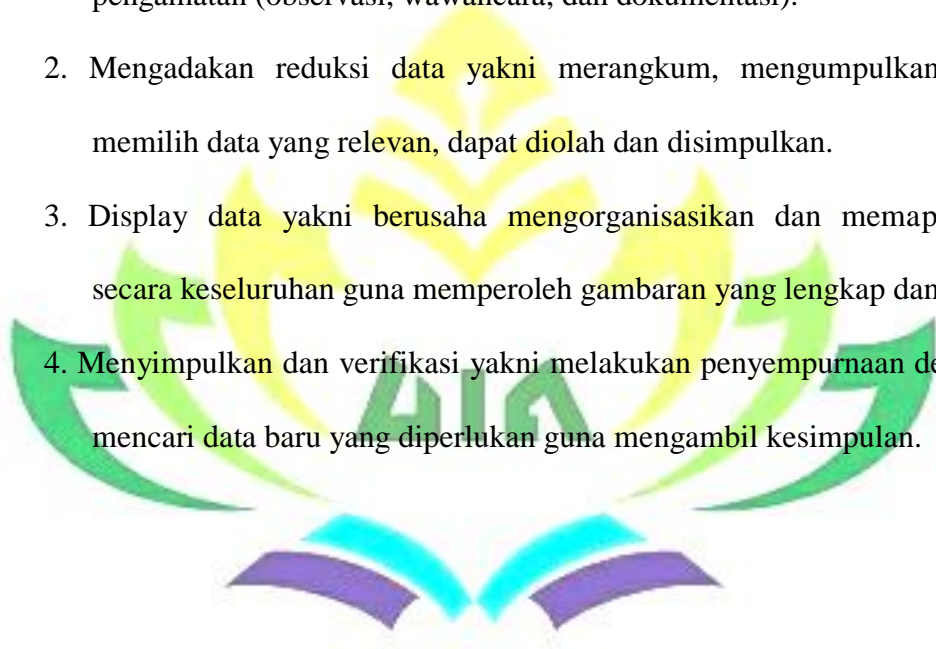 pengamatan (observasi, wawancara, dan dokumentasi).
2. Mengadakan reduksi data yakni merangkum, mengumpulkan
memilih data yang relevan, dapat diolah dan disimpulkan.
3. Display data yakni berusaha mengorganisasikan dan memap
secara keseluruhan guna memperoleh gambaran yang lengkap dan
4. Menyimpulkan dan verifikasi yakni melakukan penyempurnaan de
mencari data baru yang diperlukan guna mengambil kesimpulan.